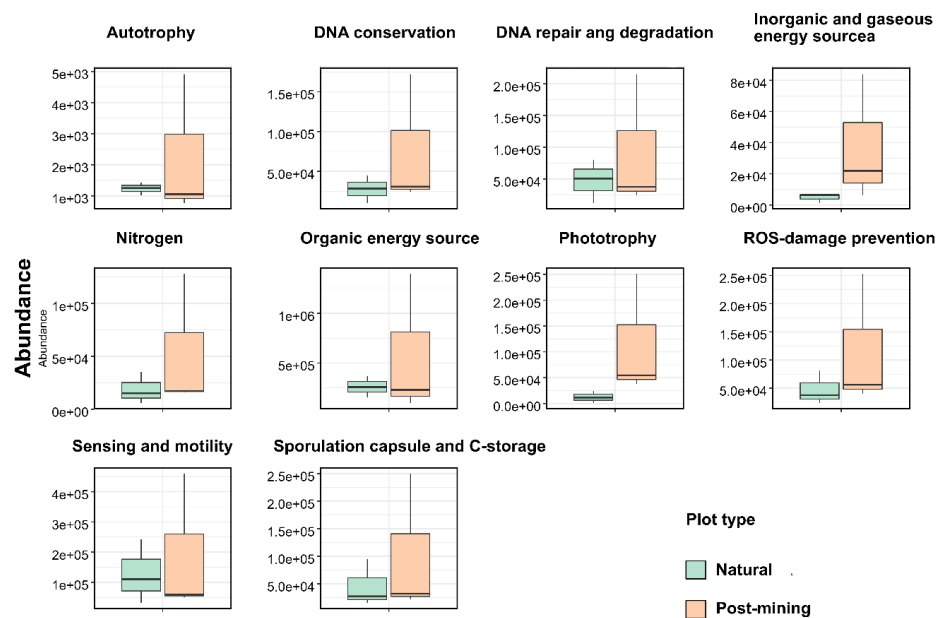 Inorganic and gaseous
Autotrophy DNA conservation DNA repair ang degradation energy sourcea
5e+03
4e+03
3e+03
2e+03
1e+03
1.5e+05
1.0e+05
5.0e+04
2.0e+05
1.5e+05
1.0e+05
5.0e+04
8e+04
6e+04
4e+04
2e+04
0e+00
Nitrogen Organic energy source Phototrophy ROS-damage prevention
Abundance
Abundance
1e+05
5e+04
0e+00
1e+06
5e+05
2.5e+05
2.0e+05
1.5e+05
1.0e+05
5.0e+04
0.0e+00
2.5e+05
2.0e+05
1.5e+05
1.0e+05
5.0e+04
Sensing and motility Sporulation capsule and C-storage
4e+05
3e+05
2e+05
1e+05
2.5e+05
2.0e+05
1.5e+05
1.0e+05
5.0e+04
Plot type
Natural
Post-mining